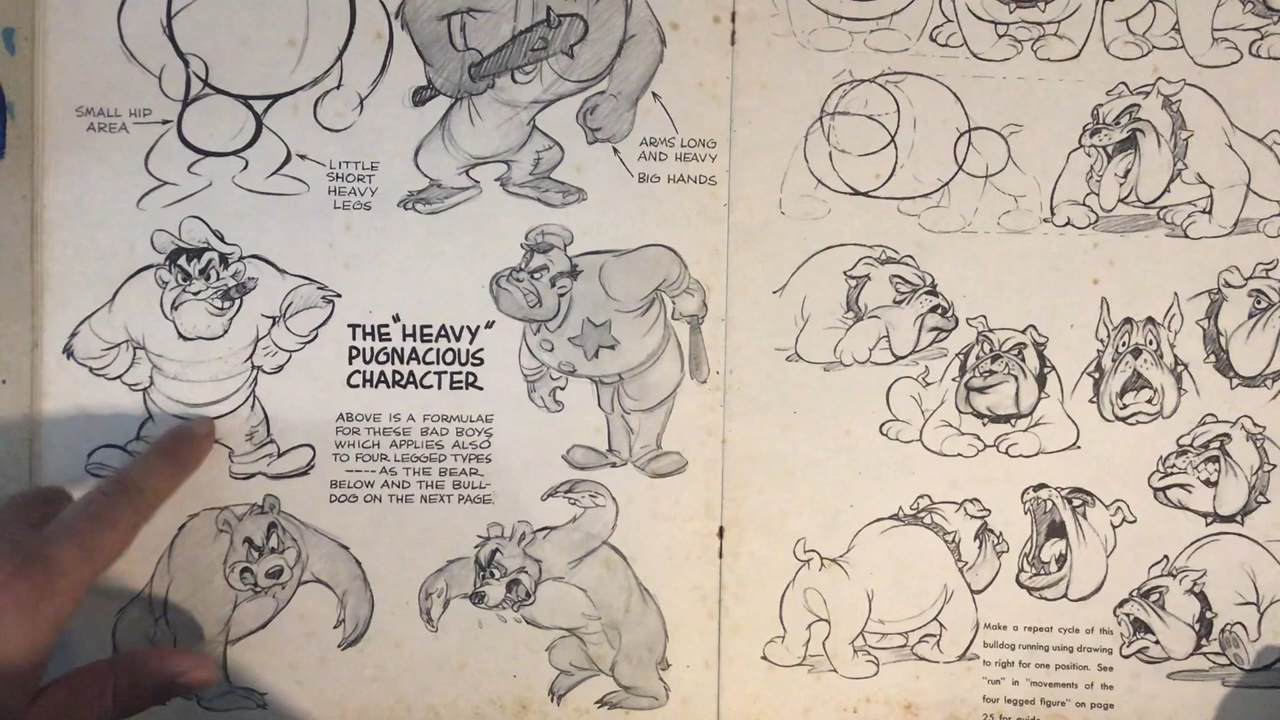 SMALL HIP
AREA
LITTLE
SHORT
HEAVY
LEGS
ARMS LONG
AND HEAVY
BIG HANDS
THE "HEAVY"
PUGNACIOUS
CHARACTER
ABOVE IS A FORMULAE
FOR THESE BAD BOYS
WHICH APPLIES ALSO
TO FOUR LEGGED TYPES
----AS THE BEAR
BELOW AND THE BULL-
DOG ON THE NEXT PAGE.
Make a repeat cycle of this
bulldog running using drawing
to right for one position. See
"run" in "movements of the
four legged figure" on page
25 for guide